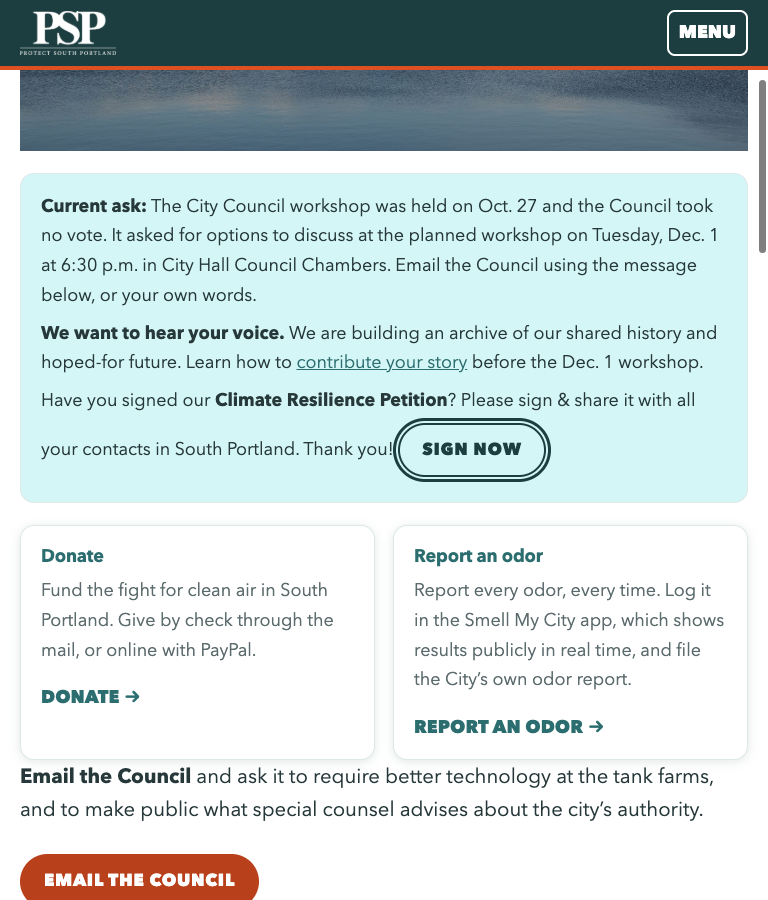 PSP
PROTECT SOUTH PORTLAND
MENU
Current ask: The City Council workshop was held on Oct. 27 and the Council took
no vote. It asked for options to discuss at the planned workshop on Tuesday, Dec. 1
at 6:30 p.m. in City Hall Council Chambers. Email the Council using the message
below, or your own words.
We want to hear your voice. We are building an archive of our shared history and
hoped-for future. Learn how to contribute your story before the Dec. 1 workshop.
Have you signed our Climate Resilience Petition? Please sign & share it with all
your contacts in South Portland. Thank you! SIGN NOW
Donate
Fund the fight for clean air in South
Portland. Give by check through the
mail, or online with PayPal.
DONATE →
Report an odor
Report every odor, every time. Log it
in the Smell My City app, which shows
results publicly in real time, and file
the City’s own odor report.
REPORT AN ODOR →
Email the Council and ask it to require better technology at the tank farms,
and to make public what special counsel advises about the city’s authority.
EMAIL THE COUNCIL